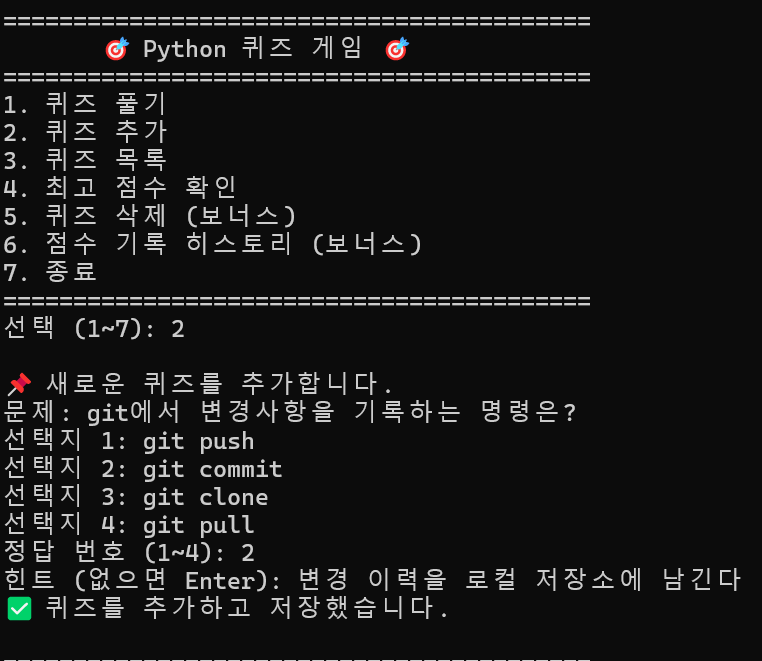 ==========================================
🎯 Python 퀴즈 게임 🎯
==========================================
1. 퀴즈 풀기
2. 퀴즈 추가
3. 퀴즈 목록
4. 최고 점수 확인
5. 퀴즈 삭제 (보너스)
6. 점수 기록 히스토리 (보너스)
7. 종료
==========================================
선택 (1~7): 2

📌 새로운 퀴즈를 추가합니다.
문제: git에서 변경사항을 기록하는 명령은?
선택지 1: git push
선택지 2: git commit
선택지 3: git clone
선택지 4: git pull
정답 번호 (1~4): 2
힌트 (없으면 Enter): 변경 이력을 로컬 저장소에 남긴다
✅ 퀴즈를 추가하고 저장했습니다.

==========================================